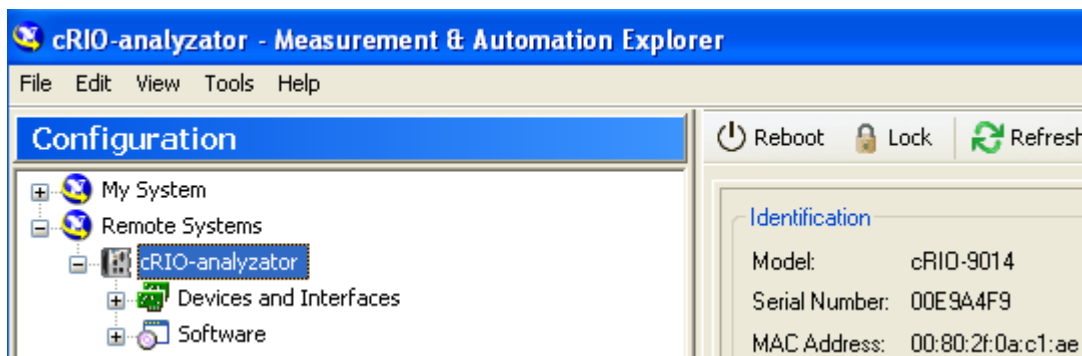 cRIO-analyzator - Measurement & Automation Explorer
File Edit View Tools Help
Configuration
Reboot Lock Refresh
My System
Remote Systems
cRIO-analyzator
Devices and Interfaces
Software
Identification
Model: cRIO-9014
Serial Number: 00E9A4F9
MAC Address: 00:80:2f:0a:c1:ae